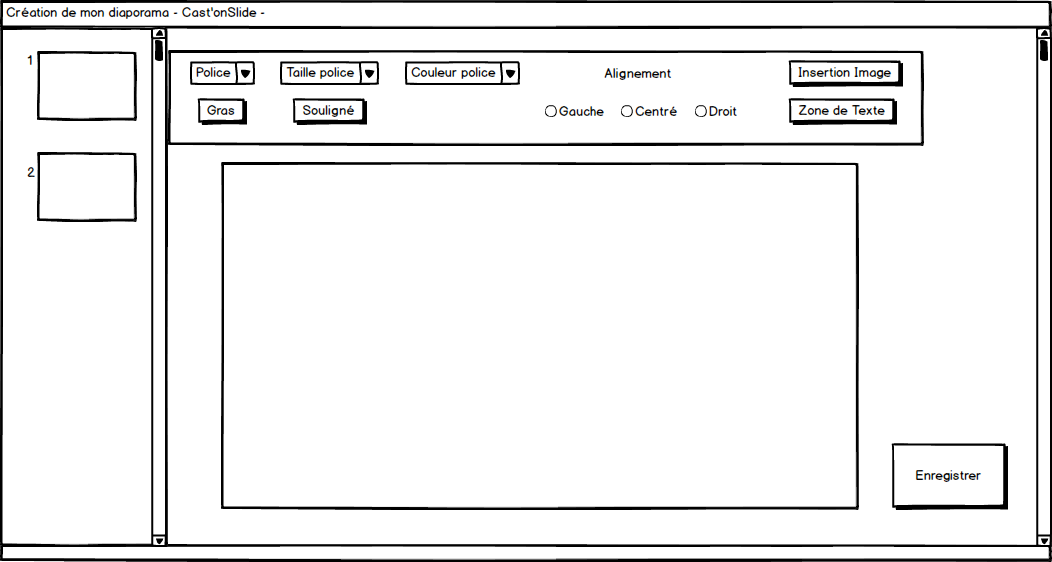 Création de mon diaporama - Cast'onSlide -
1
2
Police
Taille police
Couleur police
Alignement
Insertion Image
Gras
Souligné
Gauche
Centré
Droit
Zone de Texte
Enregistrer